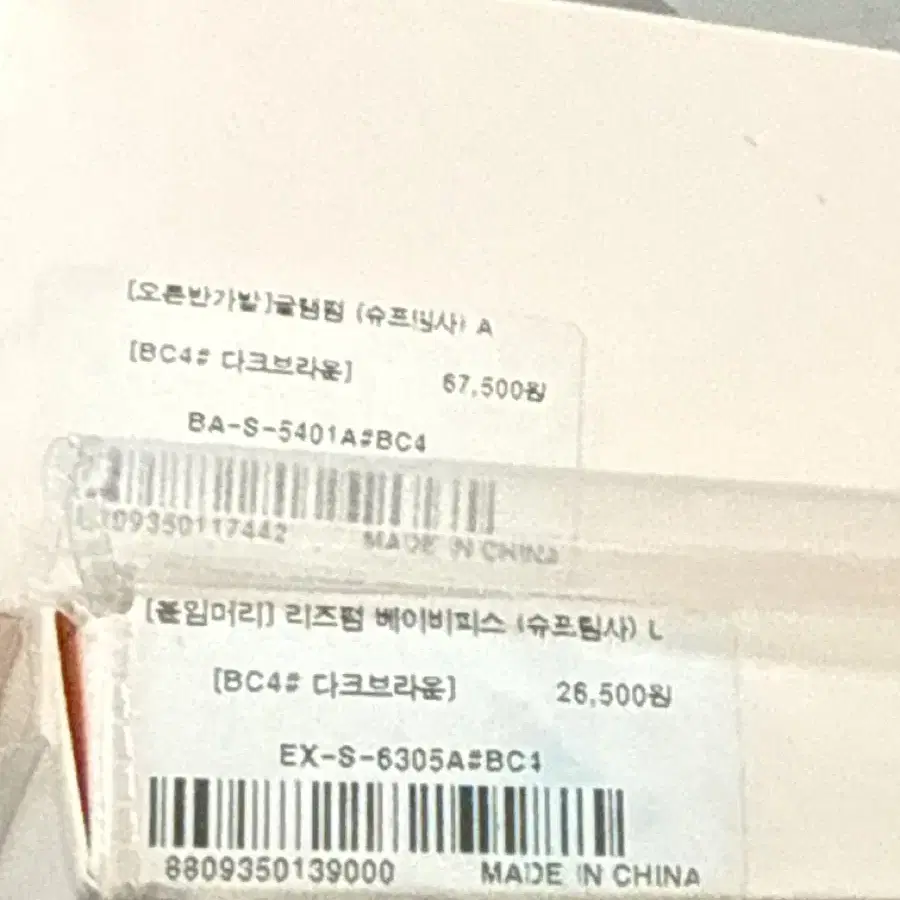 [오른반가발]글램펌 (슈프림사) A
[BC4# 다크브라운]
67,500원
BA-S-5401A#BC4
8809350117442
MADE IN CHINA
[붙임머리] 리즈펌 베이비피스 (슈프림사) L
[BC4# 다크브라운]
26,500원
EX-S-6305A#BC4
8809350139000
MADE IN CHINA